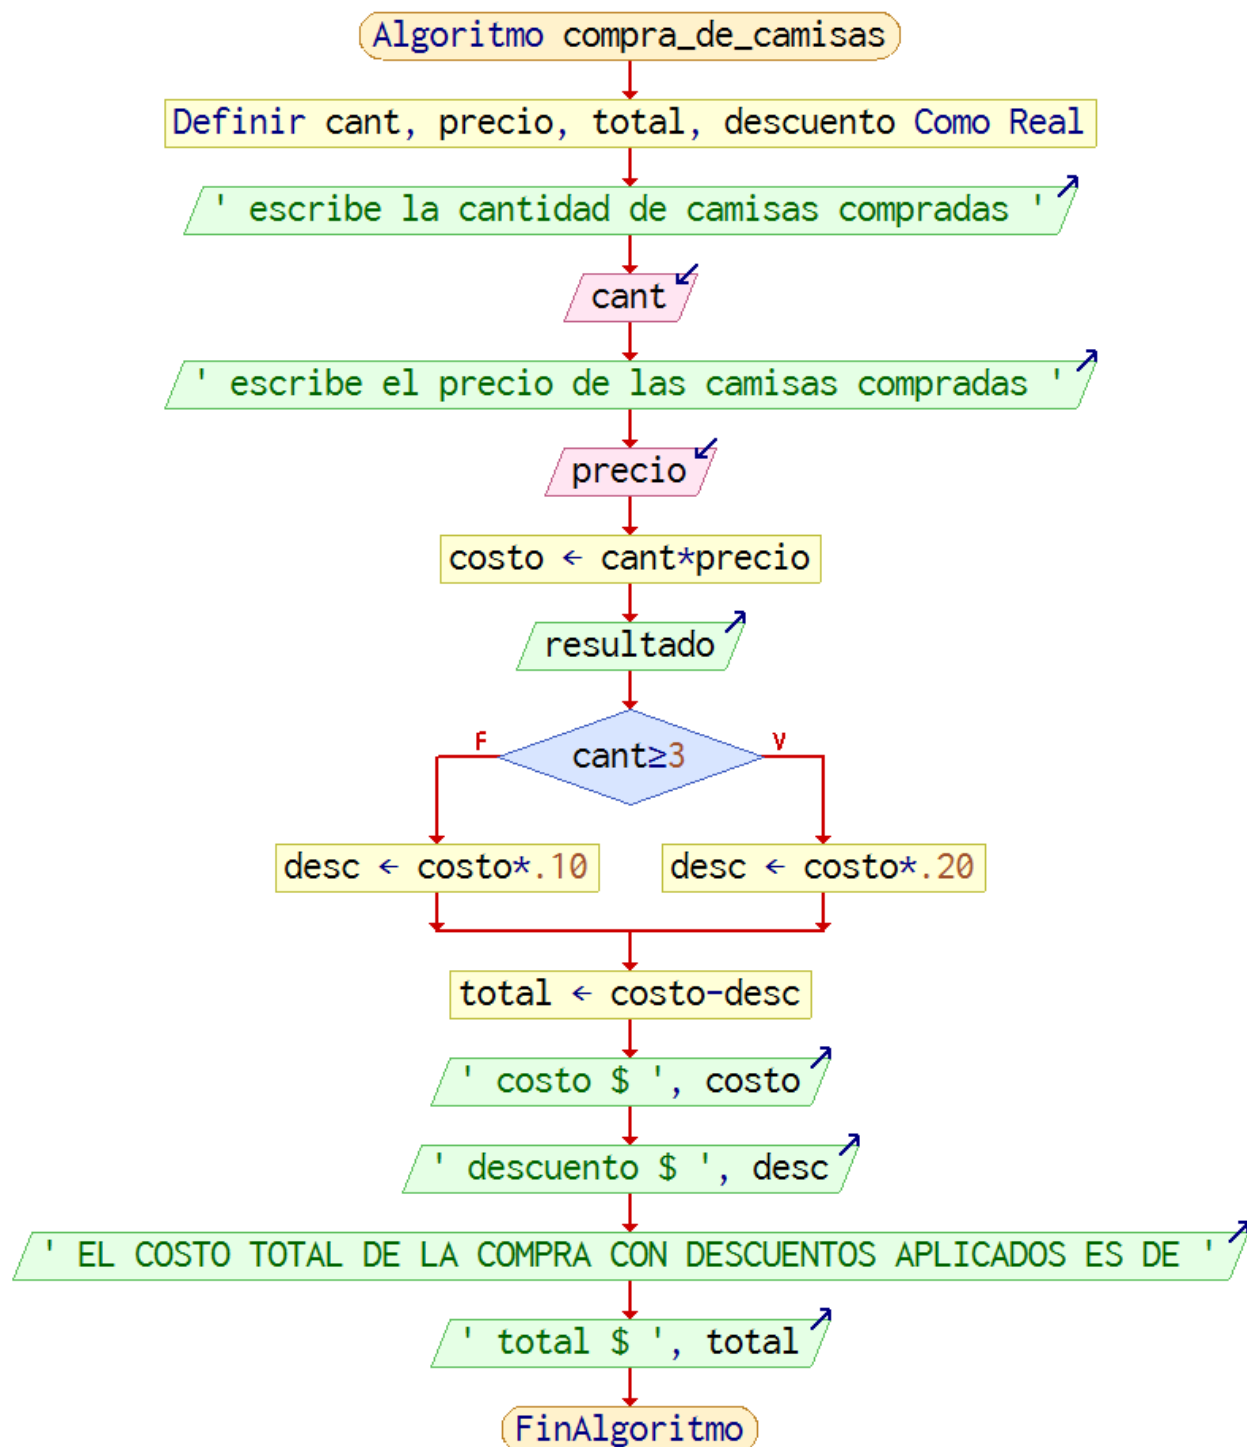 Algoritmo compra_de_camisas
Definir cant, precio, total, descuento Como Real
' escribe la cantidad de camisas compradas '
cant
' escribe el precio de las camisas compradas '
precio
costo ← cant*precio
resultado
F
cant≥3
V
desc ← costo*.10
desc ← costo*.20
total ← costo-desc
' costo $ ', costo
' descuento $ ', desc
' EL COSTO TOTAL DE LA COMPRA CON DESCUENTOS APLICADOS ES DE '
' total $ ', total
FinAlgoritmo